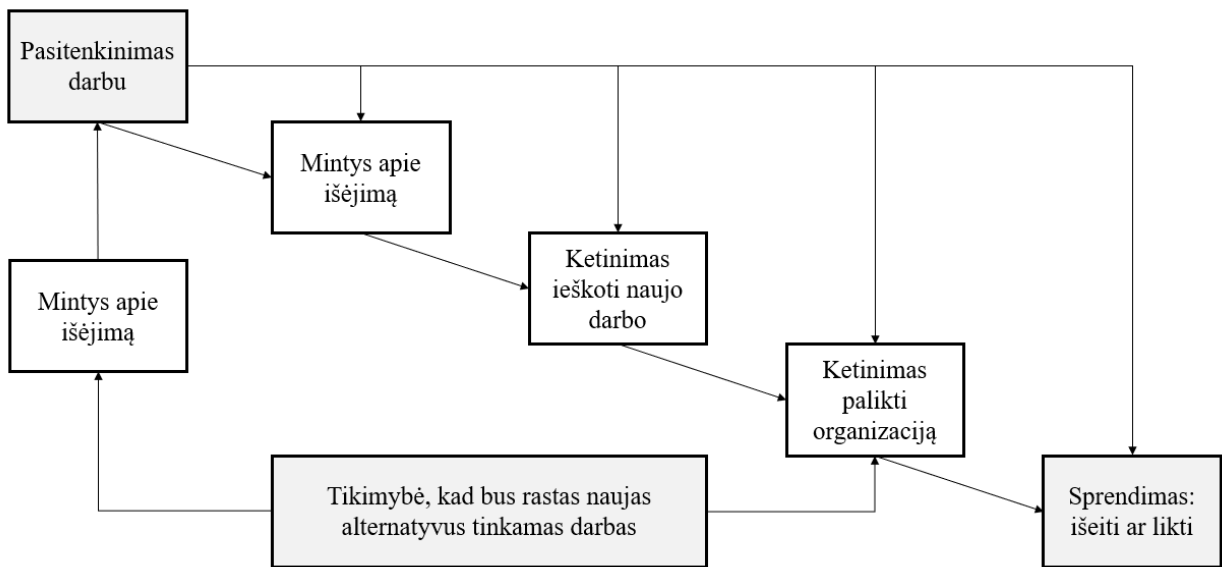 Pasitenkinimas
darbu
Mintys apie
išėjimą
Mintys apie
išėjimą
Ketinimas
ieškoti naujo
darbo
Ketinimas
palikti
organizaciją
Tikimybė, kad bus rastas naujas
alternatyvus tinkamas darbas
Sprendimas:
išeiti ar likti